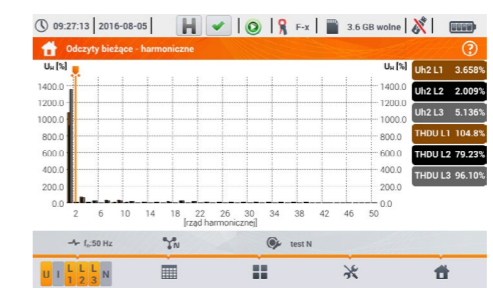 09:27:13 2016-08-05 H F-x 3.6 GB wolne
Odczyty bieżące - harmoniczne ?
Uₕ [%] Uₕ [%]
1400.0 1400.0
1200.0 1200.0
1000.0 1000.0
800.0 800.0
600.0 600.0
400.0 400.0
200.0 200.0
0.0 0.0
2 6 10 14 18 22 26 30 34 38 42 46 50
[rząd harmonicznej]
Uh2 L1 3.658%
Uh2 L2 2.009%
Uh2 L3 5.136%
THDU L1 104.8%
THDU L2 79.23%
THDU L3 96.10%
fₙ:50 Hz N test N
U I L1 L2 L3 N